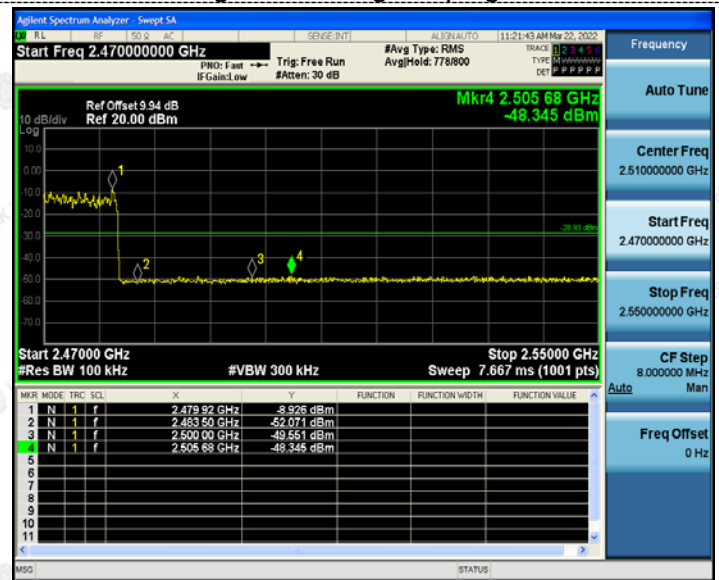 Agilent Spectrum Analyzer - Swept SA
RL RF 50 Ω AC SENSE:INT ALIGNAUTO 11:21:43 AM Mar 22, 2022
Start Freq 2.470000000 GHz
PNO: Fast
IFGain:Low
Trig: Free Run
#Atten: 30 dB
#Avg Type: RMS
Avg|Hold: 778/800
TRACE 1 2 3 4 5 6
TYPE M WWWWW
DET P P P P P P
Mkr4 2.505 68 GHz
-48.345 dBm
Ref Offset 9.94 dB
10 dB/div Ref 20.00 dBm
Log
10.0
0.00
-10.0
-20.0
-30.0
-40.0
-50.0
-60.0
-70.0
1
2
3
4
-28.93 dBm
Start 2.47000 GHz Stop 2.55000 GHz
#Res BW 100 kHz #VBW 300 kHz Sweep 7.667 ms (1001 pts)
MKR MODE TRC SCL X Y FUNCTION FUNCTION WIDTH FUNCTION VALUE
1 N 1 f 2.479 92 GHz -8.926 dBm
2 N 1 f 2.483 50 GHz -52.071 dBm
3 N 1 f 2.500 00 GHz -49.551 dBm
4 N 1 f 2.505 68 GHz -48.345 dBm
5
6
7
8
9
10
11
MSG STATUS
Frequency
Auto Tune
Center Freq
2.510000000 GHz
Start Freq
2.470000000 GHz
Stop Freq
2.550000000 GHz
CF Step
8.000000 MHz
Auto Man
Freq Offset
0 Hz